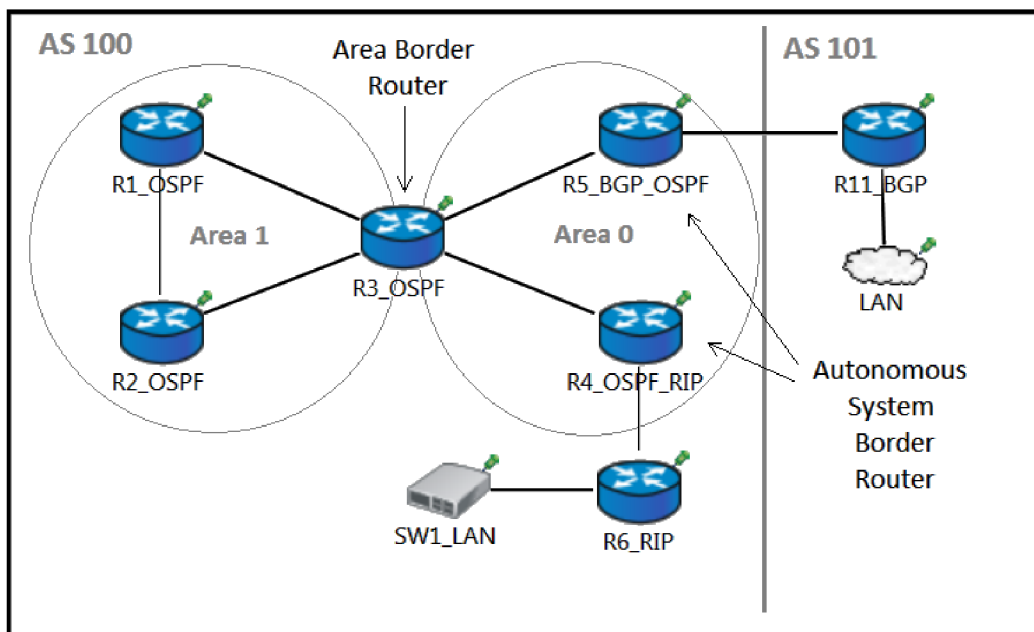 AS 100
Area Border
Router
AS 101
R1_OSPF
R5_BGP_OSPF
R11_BGP
Area 1
Area 0
R3_OSPF
LAN
R2_OSPF
R4_OSPF_RIP
Autonomous
System
Border
Router
SW1_LAN
R6_RIP